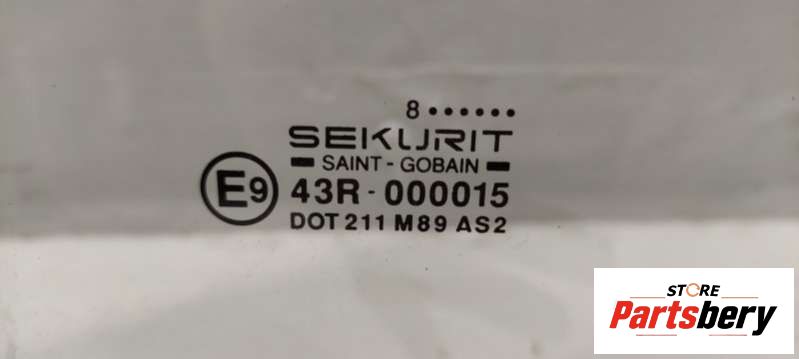 8 ••••••
SEKURIT
SAINT - GOBAIN
E9
43R - 000015
DOT 211 M89 AS2
STORE
Partsbery